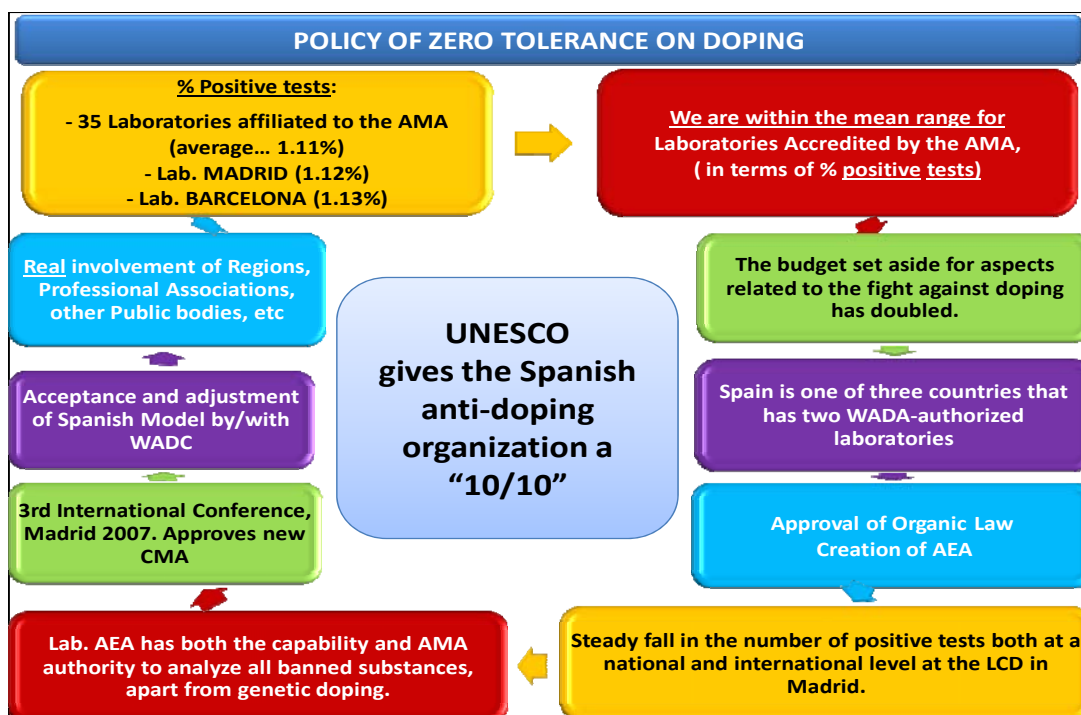 POLICY OF ZERO TOLERANCE ON DOPING
% Positive tests:
- 35 Laboratories affiliated to the AMA
(average... 1.11%)
- Lab. MADRID (1.12%)
- Lab. BARCELONA (1.13%)
We are within the mean range for
Laboratories Accredited by the AMA,
( in terms of % positive tests)
The budget set aside for aspects
related to the fight against doping
has doubled.
Spain is one of three countries that
has two WADA-authorized
laboratories
Approval of Organic Law
Creation of AEA
Steady fall in the number of positive tests both at a
national and international level at the LCD in
Madrid.
Lab. AEA has both the capability and AMA
authority to analyze all banned substances,
apart from genetic doping.
3rd International Conference,
Madrid 2007. Approves new
CMA
Acceptance and adjustment
of Spanish Model by/with
WADC
Real involvement of Regions,
Professional Associations,
other Public bodies, etc
UNESCO
gives the Spanish
anti-doping
organization a
“10/10”